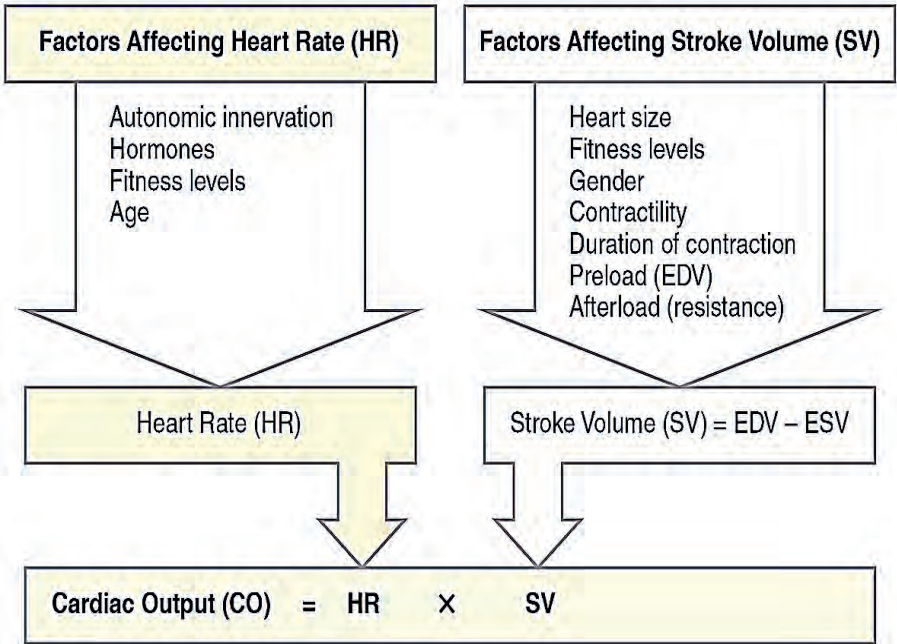 Factors Affecting Heart Rate (HR)
Autonomic innervation
Hormones
Fitness levels
Age
Factors Affecting Stroke Volume (SV)
Heart size
Fitness levels
Gender
Contractility
Duration of contraction
Preload (EDV)
Afterload (resistance)
Heart Rate (HR)
Stroke Volume (SV) = EDV – ESV
Cardiac Output (CO) = HR × SV